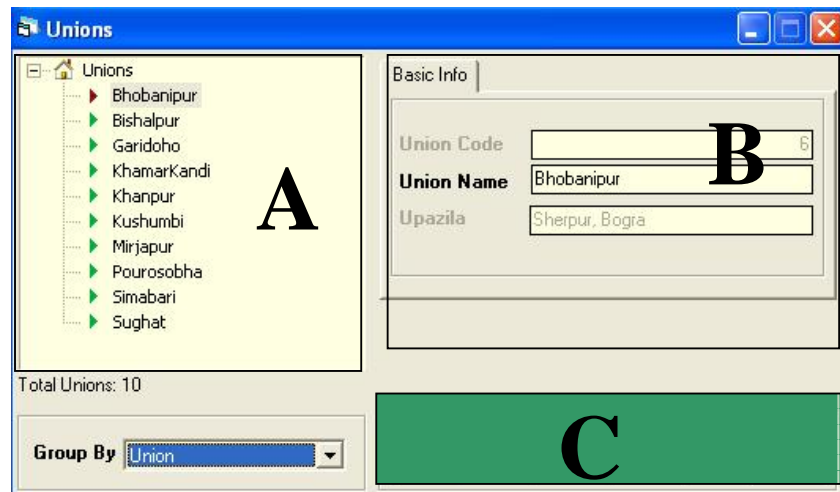 Unions
Unions
Bhobanipur
Bishalpur
Garidoho
KhamarKandi
Khanpur
Kushumbi
Mirjapur
Pourosobha
Simabari
Sughat
A
Total Unions: 10
Group By Union
Basic Info
Union Code 6
Union Name Bhobanipur
Upazila Sherpur, Bogra
B
C